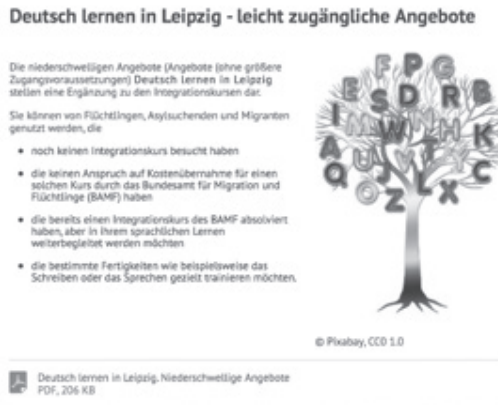 Deutsch lernen in Leipzig - leicht zugängliche Angebote
Die niederschwelligen Angebote (Angebote (ohne größere
Zugangsvoraussetzungen) Deutsch lernen in Leipzig
stellen eine Ergänzung zu den Integrationskursen dar.
Sie können von Flüchtlingen, Asylsuchenden und Migranten
genutzt werden, die
• noch keinen Integrationskurs besucht haben
• die keinen Anspruch auf Kostenübernahme für einen
solchen Kurs durch das Bundesamt für Migration und
Flüchtlinge (BAMF) haben
• die bereits einen Integrationskurs des BAMF absolviert
haben, aber in Ihrem sprachlichen Lernen
weiterbegleitet werden möchten
• die bestimmte Fertigkeiten wie beispielsweise das
Schreiben oder das Sprechen gezielt trainieren möchten.
F P G
E S D R B
I M W N H K
A U V T Y C
Q O Z L X
© Pixabay, CC0 1.0
Deutsch lernen in Leipzig. Niederschwellige Angebote
PDF, 206 KB